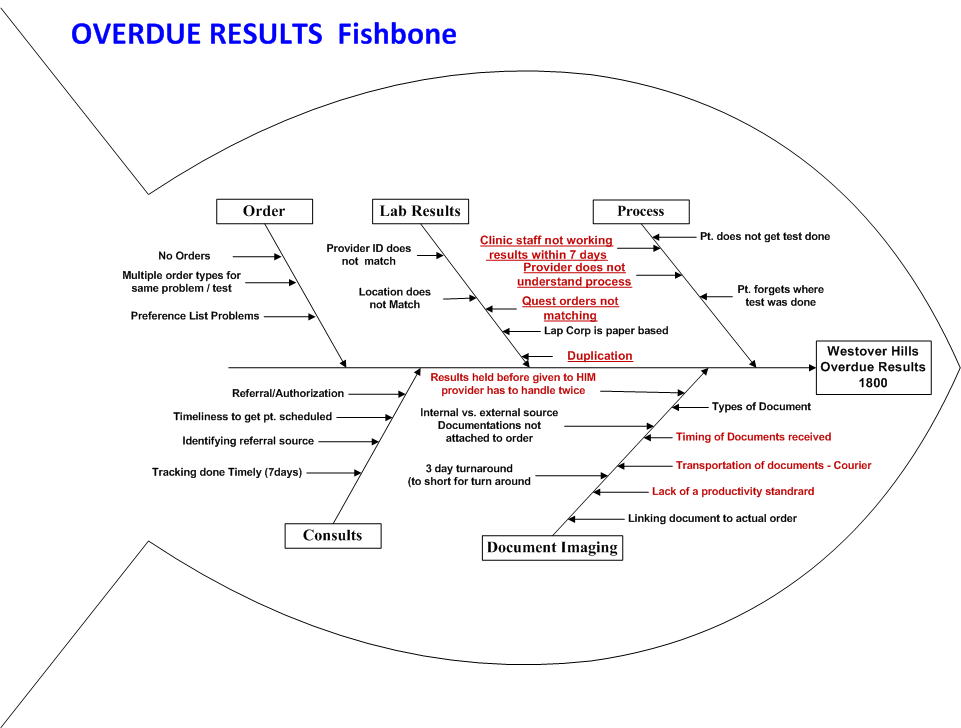 OVERDUE RESULTS  Fishbone
Order
Lab Results
Process
No Orders
Multiple order types for
same problem / test
Preference List Problems
Provider ID does
not  match
Location does
not Match
Quest orders not
matching
Lap Corp is paper based
Duplication
Clinic staff not working
results within 7 days
Provider does not
understand process
Pt. does not get test done
Pt. forgets where
test was done
Westover Hills
Overdue Results
1800
Referral/Authorization
Timeliness to get pt. scheduled
Identifying referral source
Tracking done Timely (7days)
Consults
Results held before given to HIM
provider has to handle twice
Internal vs. external source
Documentations not
attached to order
3 day turnaround
(to short for turn around
Types of Document
Timing of Documents received
Transportation of documents - Courier
Lack of a productivity standrard
Linking document to actual order
Document Imaging